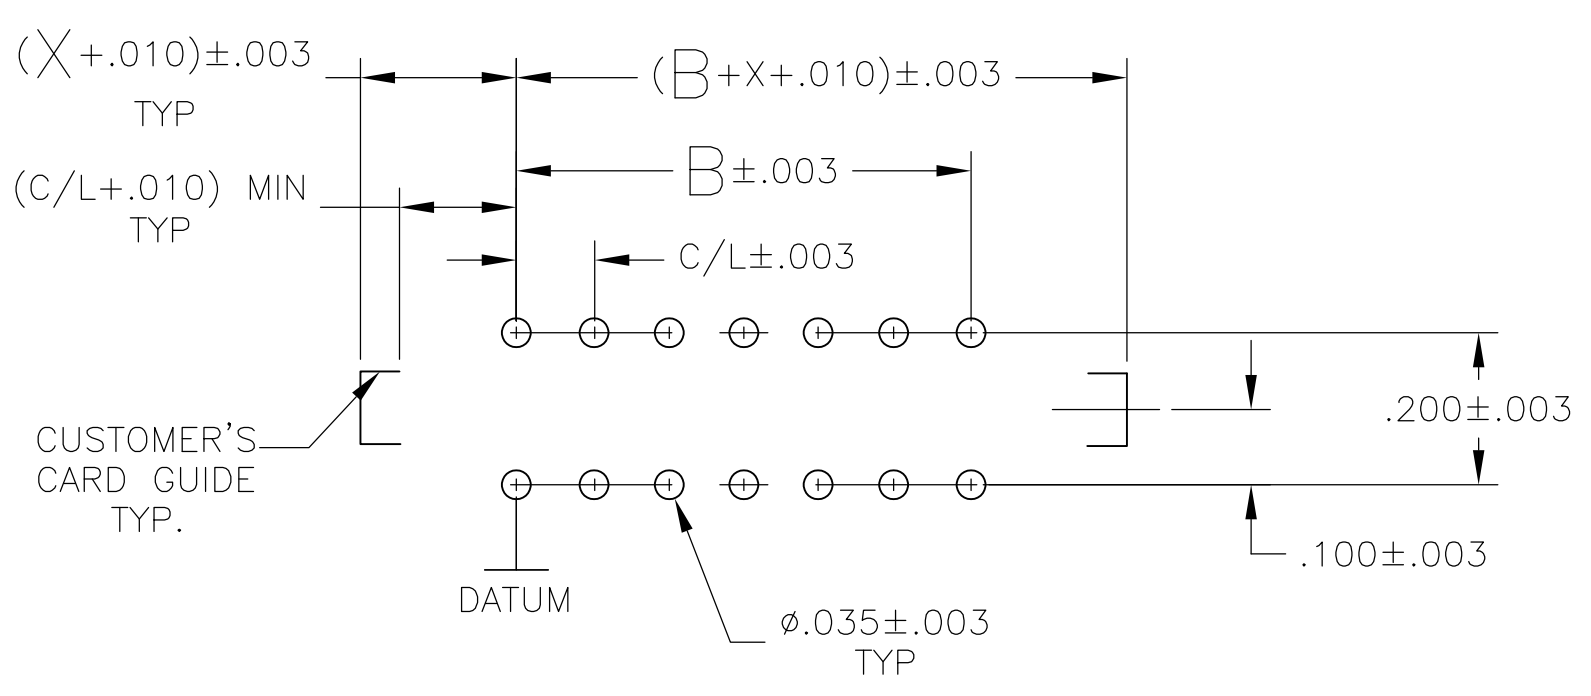 (X+.010)±.003
TYP
(B+X+.010)±.003
B±.003
(C/L+.010) MIN
TYP
C/L±.003
.200±.003
CUSTOMER'S
CARD GUIDE
TYP.
.100±.003
DATUM
ø.035±.003
TYP